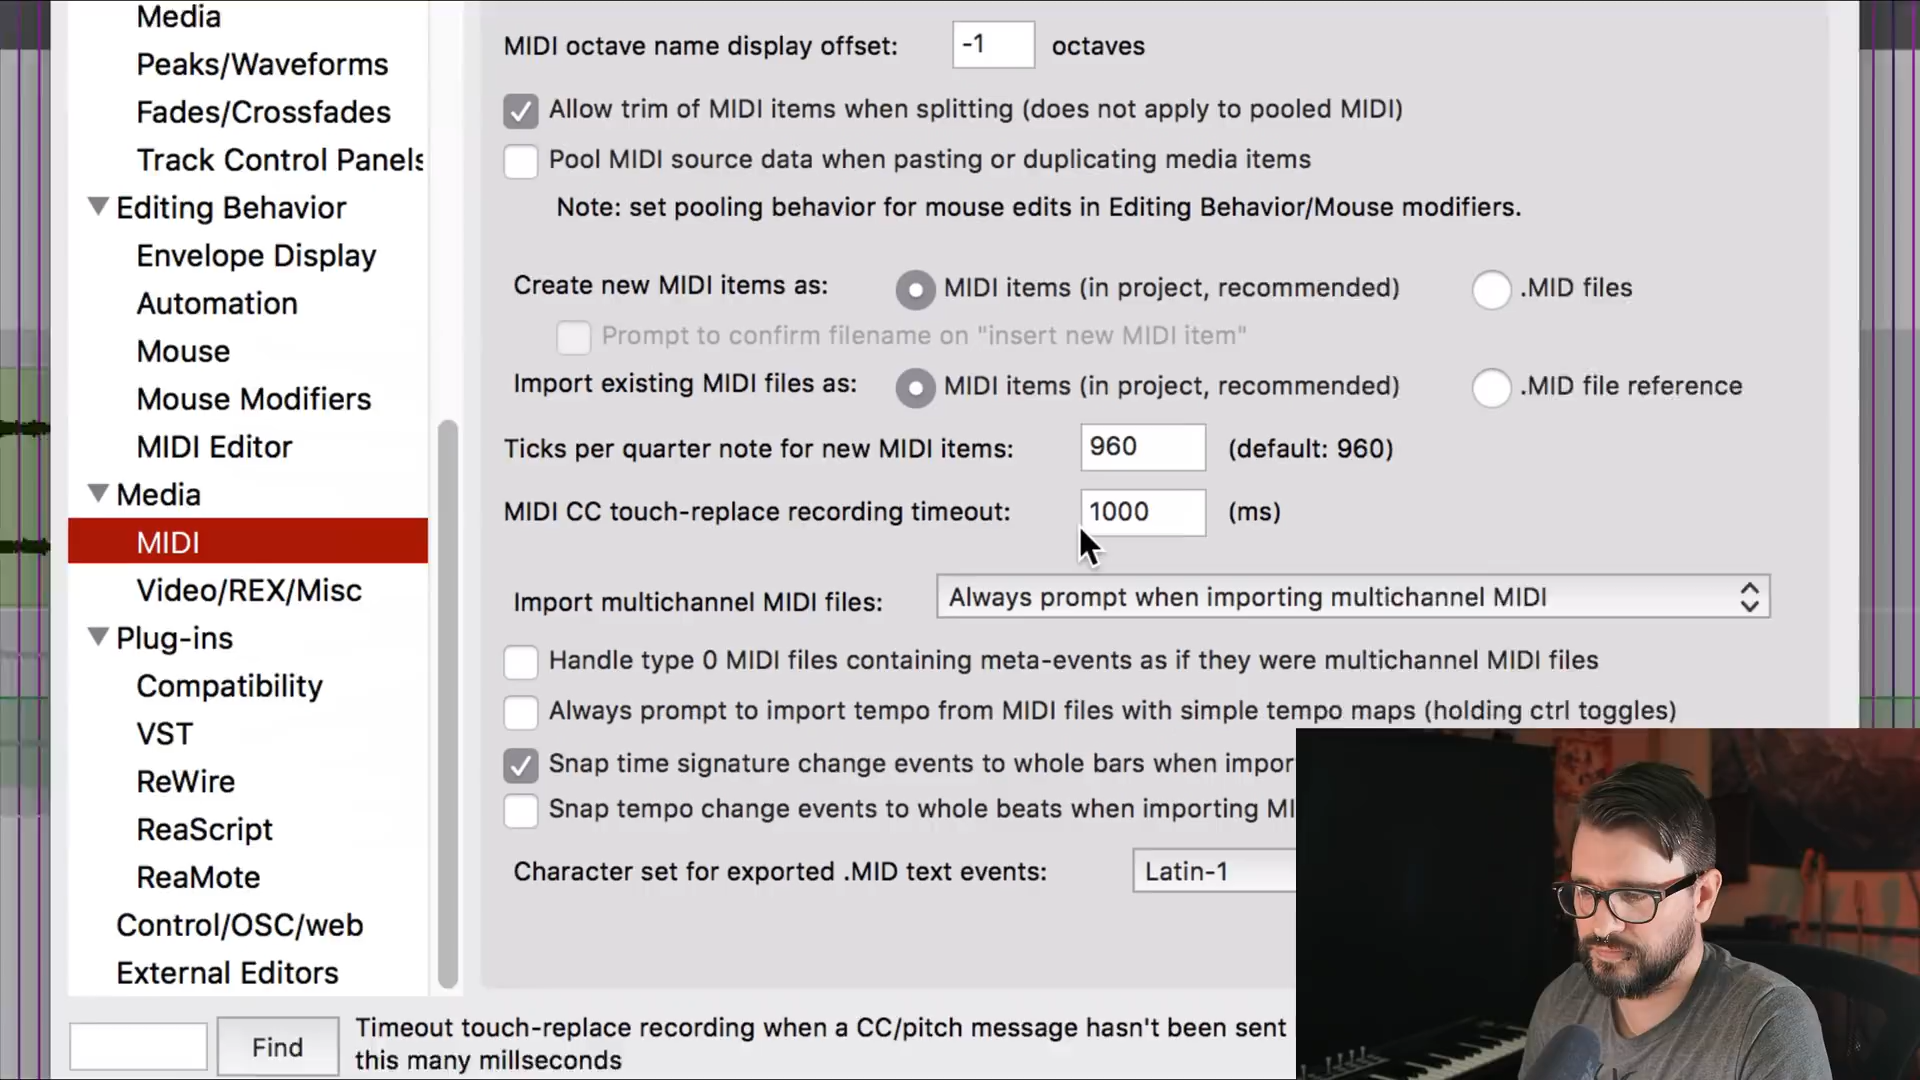 Media
Peaks/Waveforms
Fades/Crossfades
Track Control Panels
Editing Behavior
Envelope Display
Automation
Mouse
Mouse Modifiers
MIDI Editor
Media
MIDI
Video/REX/Misc
Plug-ins
Compatibility
VST
ReWire
ReaScript
ReaMote
Control/OSC/web
External Editors
MIDI octave name display offset: -1 octaves
Allow trim of MIDI items when splitting (does not apply to pooled MIDI)
Pool MIDI source data when pasting or duplicating media items
Note: set pooling behavior for mouse edits in Editing Behavior/Mouse modifiers.
Create new MIDI items as: MIDI items (in project, recommended) .MID files
Prompt to confirm filename on "insert new MIDI item"
Import existing MIDI files as: MIDI items (in project, recommended) .MID file reference
Ticks per quarter note for new MIDI items: 960 (default: 960)
MIDI CC touch-replace recording timeout: 1000 (ms)
Import multichannel MIDI files: Always prompt when importing multichannel MIDI
Handle type 0 MIDI files containing meta-events as if they were multichannel MIDI files
Always prompt to import tempo from MIDI files with simple tempo maps (holding ctrl toggles)
Snap time signature change events to whole bars when impor
Snap tempo change events to whole beats when importing MI
Character set for exported .MID text events: Latin-1
Find
Timeout touch-replace recording when a CC/pitch message hasn't been sent
this many millseconds